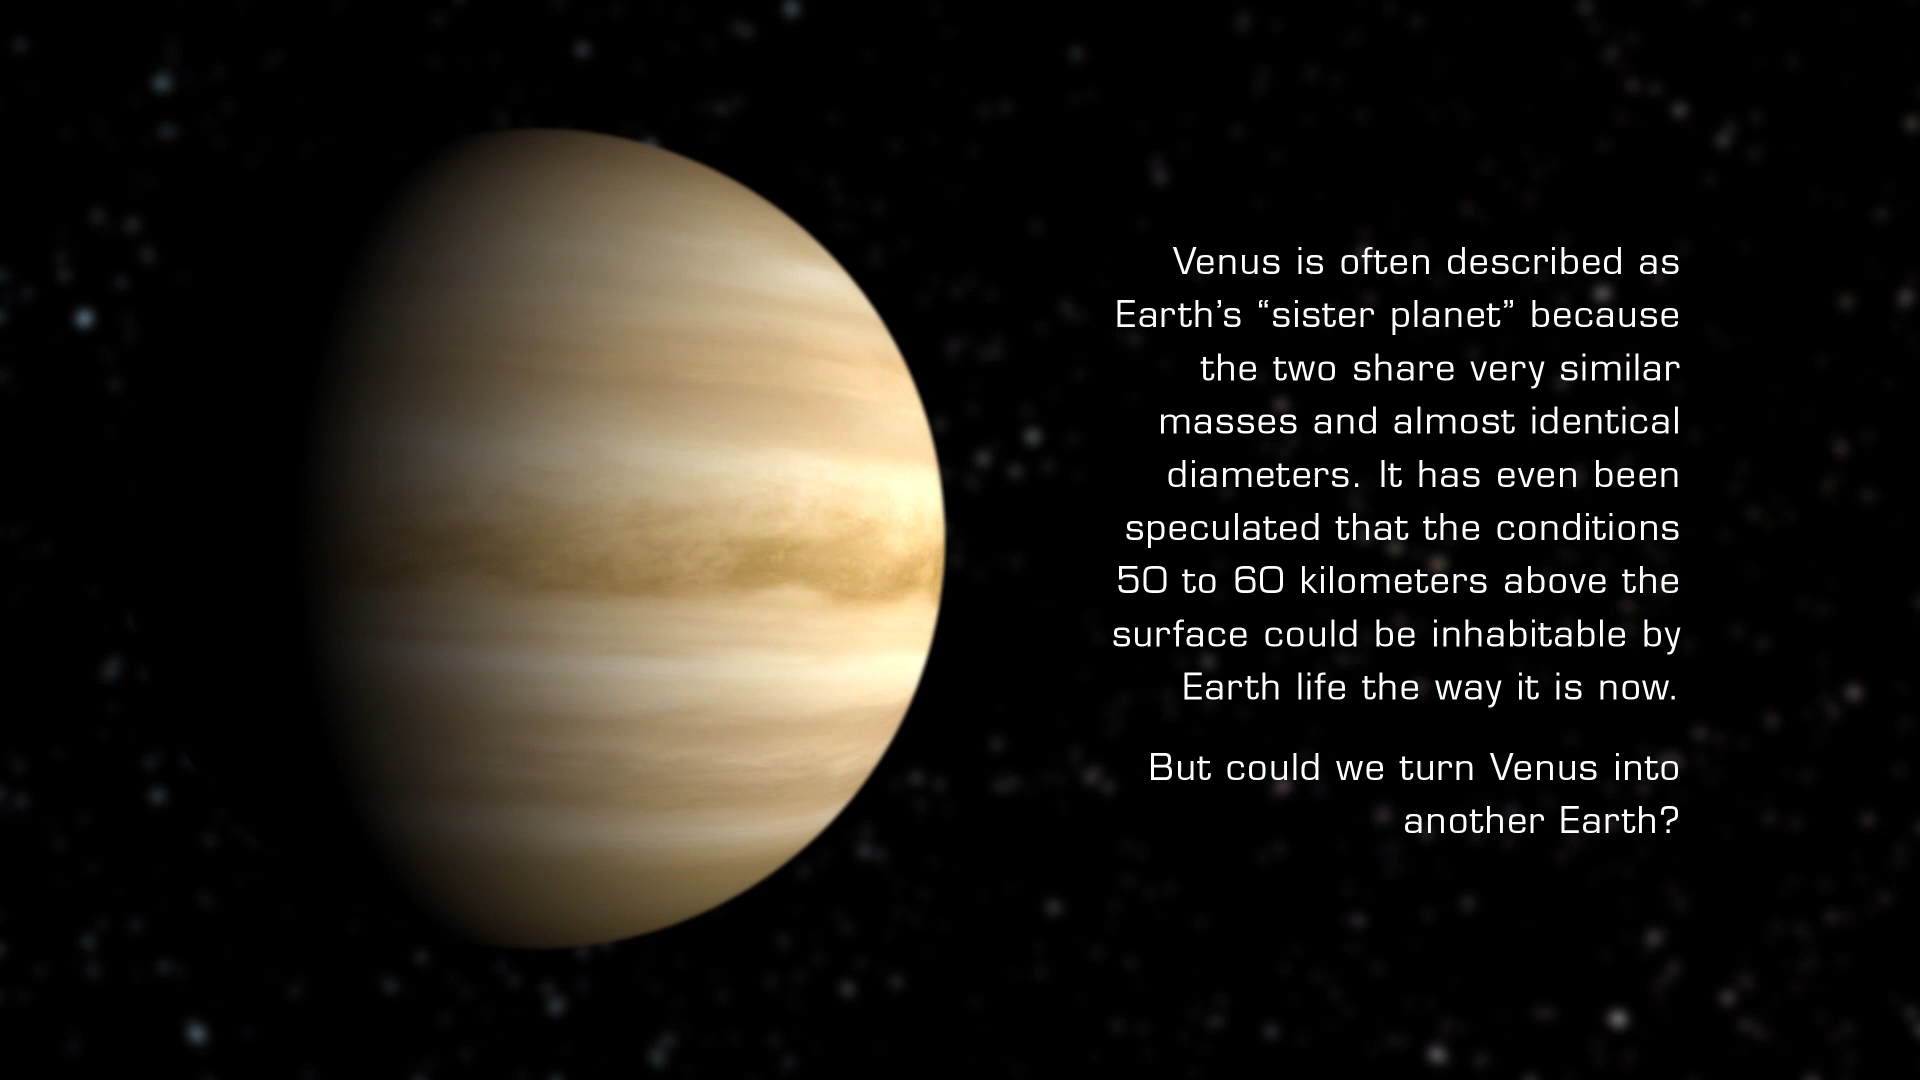 Venus is often described as
Earth’s “sister planet” because
the two share very similar
masses and almost identical
diameters. It has even been
speculated that the conditions
50 to 60 kilometers above the
surface could be inhabitable by
Earth life the way it is now.
But could we turn Venus into
another Earth?